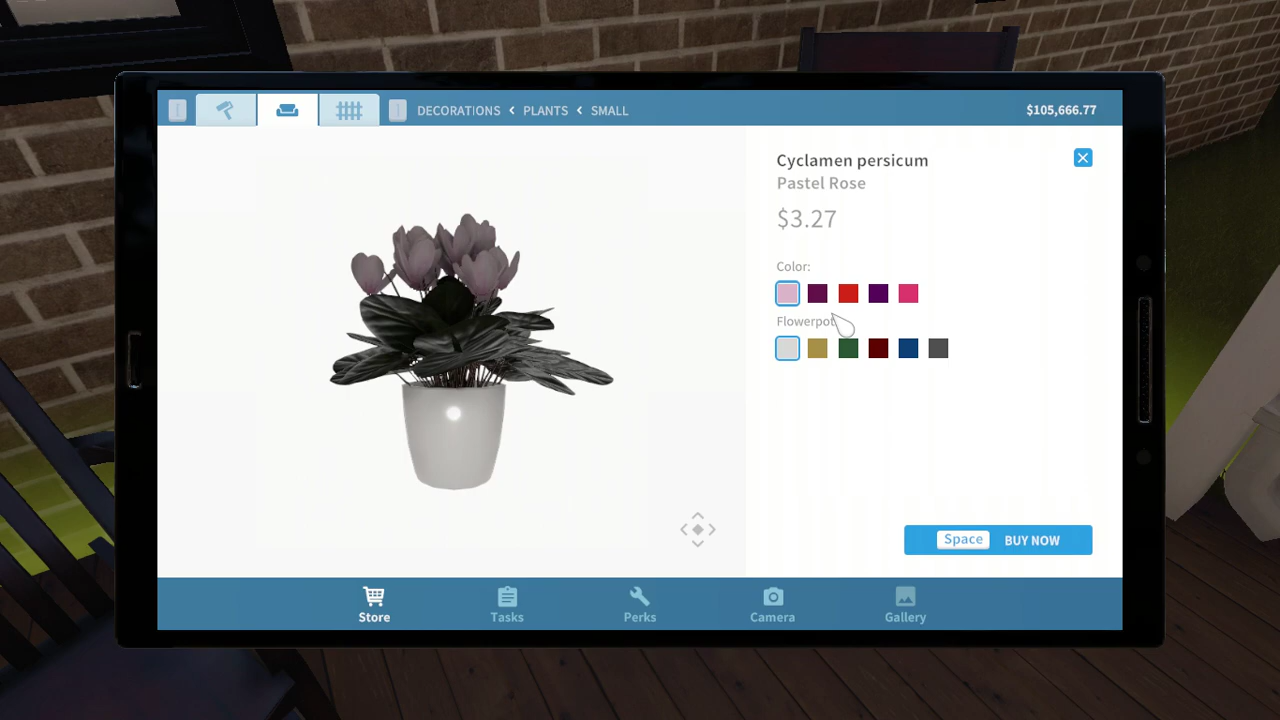 DECORATIONS < PLANTS < SMALL
$105,666.77
Cyclamen persicum
Pastel Rose
$3.27
Color:
Flowerpot:
Space BUY NOW
Store Tasks Perks Camera Gallery